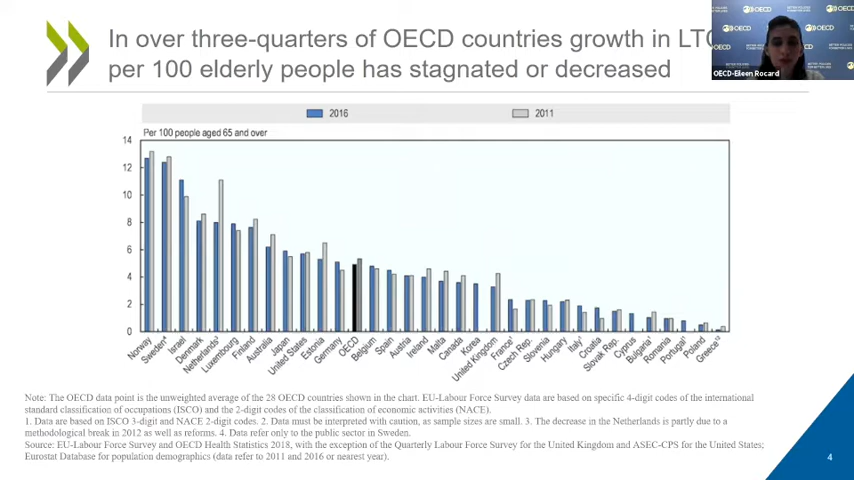 In over three-quarters of OECD countries growth in LTC
per 100 elderly people has stagnated or decreased
OECD-Eileen Rocard
2016
2011
Per 100 people aged 65 and over
14
12
10
8
6
4
2
0
Norway
Sweden⁴
Israel
Denmark
Netherlands³
Luxembourg
Finland
Australia
Japan
United States
Estonia
Germany
OECD
Belgium
Spain
Austria
Ireland
Malta
Canada
Korea
United Kingdom
France¹
Czech Rep.
Slovenia
Hungary
Italy¹
Croatia
Slovak Rep.
Cyprus
Bulgaria¹
Romania
Portugal¹
Poland
Greece¹²
Note: The OECD data point is the unweighted average of the 28 OECD countries shown in the chart. EU-Labour Force Survey data are based on specific 4-digit codes of the international
standard classification of occupations (ISCO) and the 2-digit codes of the classification of economic activities (NACE).
1. Data are based on ISCO 3-digit and NACE 2-digit codes. 2. Data must be interpreted with caution, as sample sizes are small. 3. The decrease in the Netherlands is partly due to a
methodological break in 2012 as well as reforms. 4. Data refer only to the public sector in Sweden.
Source: EU-Labour Force Survey and OECD Health Statistics 2018, with the exception of the Quarterly Labour Force Survey for the United Kingdom and ASEC-CPS for the United States;
Eurostat Database for population demographics (data refer to 2011 and 2016 or nearest year).
4